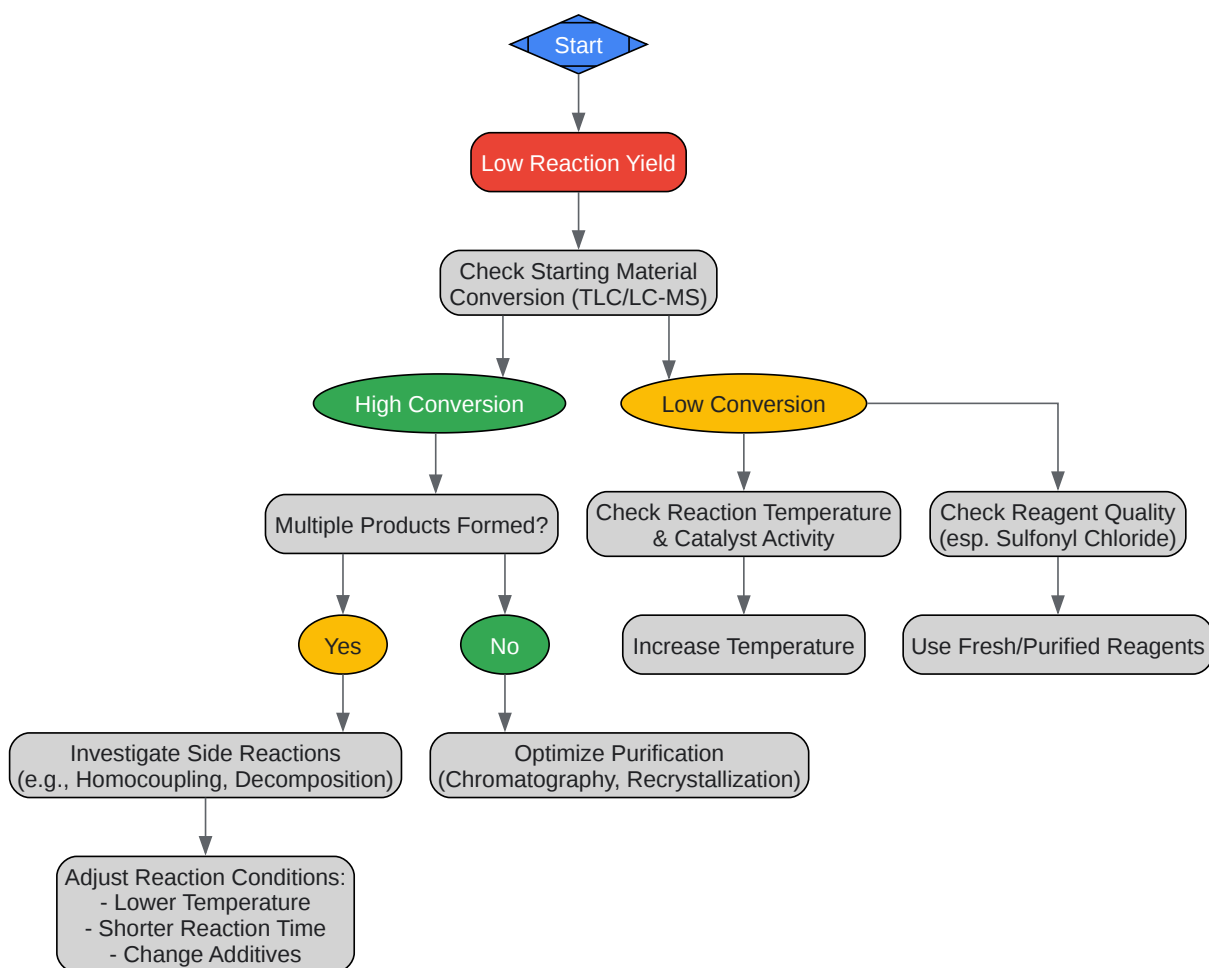 Start
Low Reaction Yield
Check Starting Material
Conversion (TLC/LC-MS)
High Conversion
Low Conversion
Multiple Products Formed?
Check Reaction Temperature
& Catalyst Activity
Check Reagent Quality
(esp. Sulfonyl Chloride)
Yes
No
Increase Temperature
Use Fresh/Purified Reagents
Investigate Side Reactions
(e.g., Homocoupling, Decomposition)
Optimize Purification
(Chromatography, Recrystallization)
Adjust Reaction Conditions:
- Lower Temperature
- Shorter Reaction Time
- Change Additives